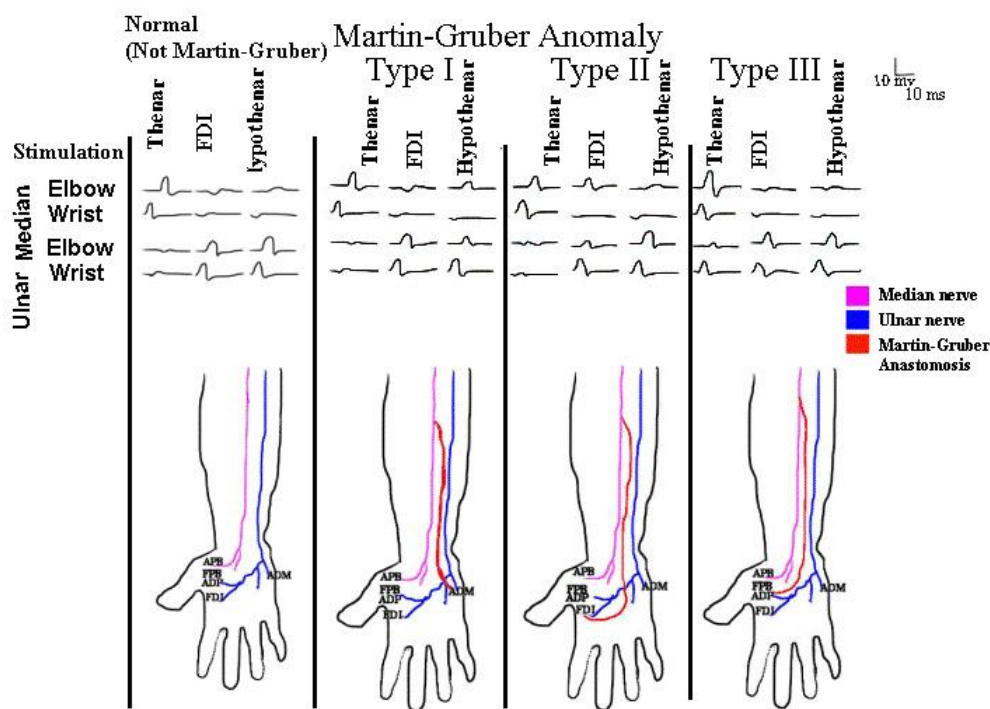 Normal
(Not Martin-Gruber)
Martin-Gruber Anomaly
Type I
Type II
Type III
10 mv
10 ms
Thenar
FDI
lypothenar
Thenar
FDI
Hypothenar
Thenar
FDI
Hypothenar
Thenar
FDI
Hypothenar
Stimulation
Median
Elbow
Wrist
Ulnar
Elbow
Wrist
Median nerve
Ulnar nerve
Martin-Gruber
Anastomosis
APB
FPB
ADP
FDI
ADM
APB
FPB
ADP
FDI
ADM
APB
FPB
ADP
FDI
ADM
APB
FPB
ADP
FDI
ADM